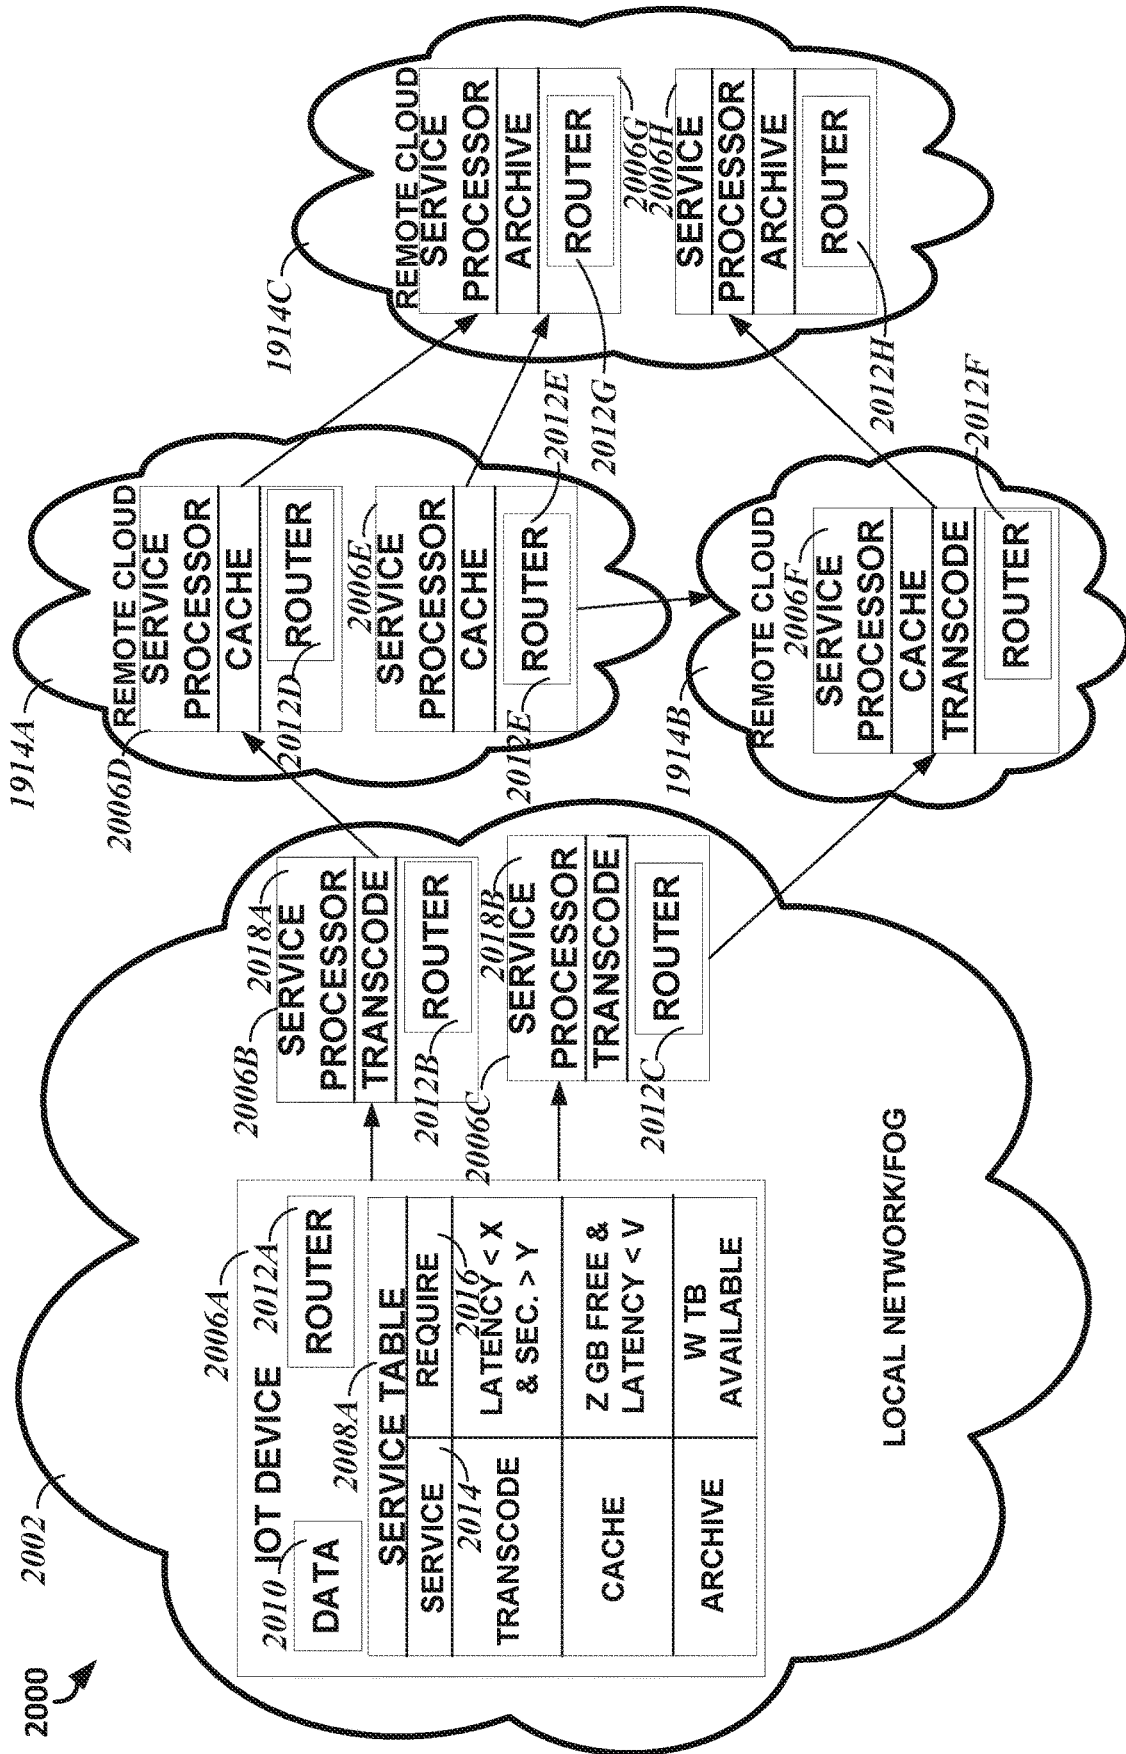 2000
2002
LOCAL NETWORK/FOG
2006A
IOT DEVICE
2010
DATA
2012A
ROUTER
2008A
SERVICE TABLE
SERVICE
REQUIRE
2014
2016
TRANSCODE
LATENCY < X
& SEC. > Y
CACHE
Z GB FREE &
LATENCY < V
ARCHIVE
W TB
AVAILABLE
2006B
2018A
SERVICE
PROCESSOR
TRANSCODE
ROUTER
2012B
2006C
2018B
SERVICE
PROCESSOR
TRANSCODE
ROUTER
2012C
1914A
REMOTE CLOUD
2006D
SERVICE
PROCESSOR
CACHE
ROUTER
2012D
2006E
SERVICE
PROCESSOR
CACHE
ROUTER
2012E
2012E
1914B
REMOTE CLOUD
2006F
SERVICE
PROCESSOR
CACHE
TRANSCODE
ROUTER
2012F
1914C
REMOTE CLOUD
SERVICE
PROCESSOR
ARCHIVE
ROUTER
2006G
2012G
2006H
SERVICE
PROCESSOR
ARCHIVE
ROUTER
2012H